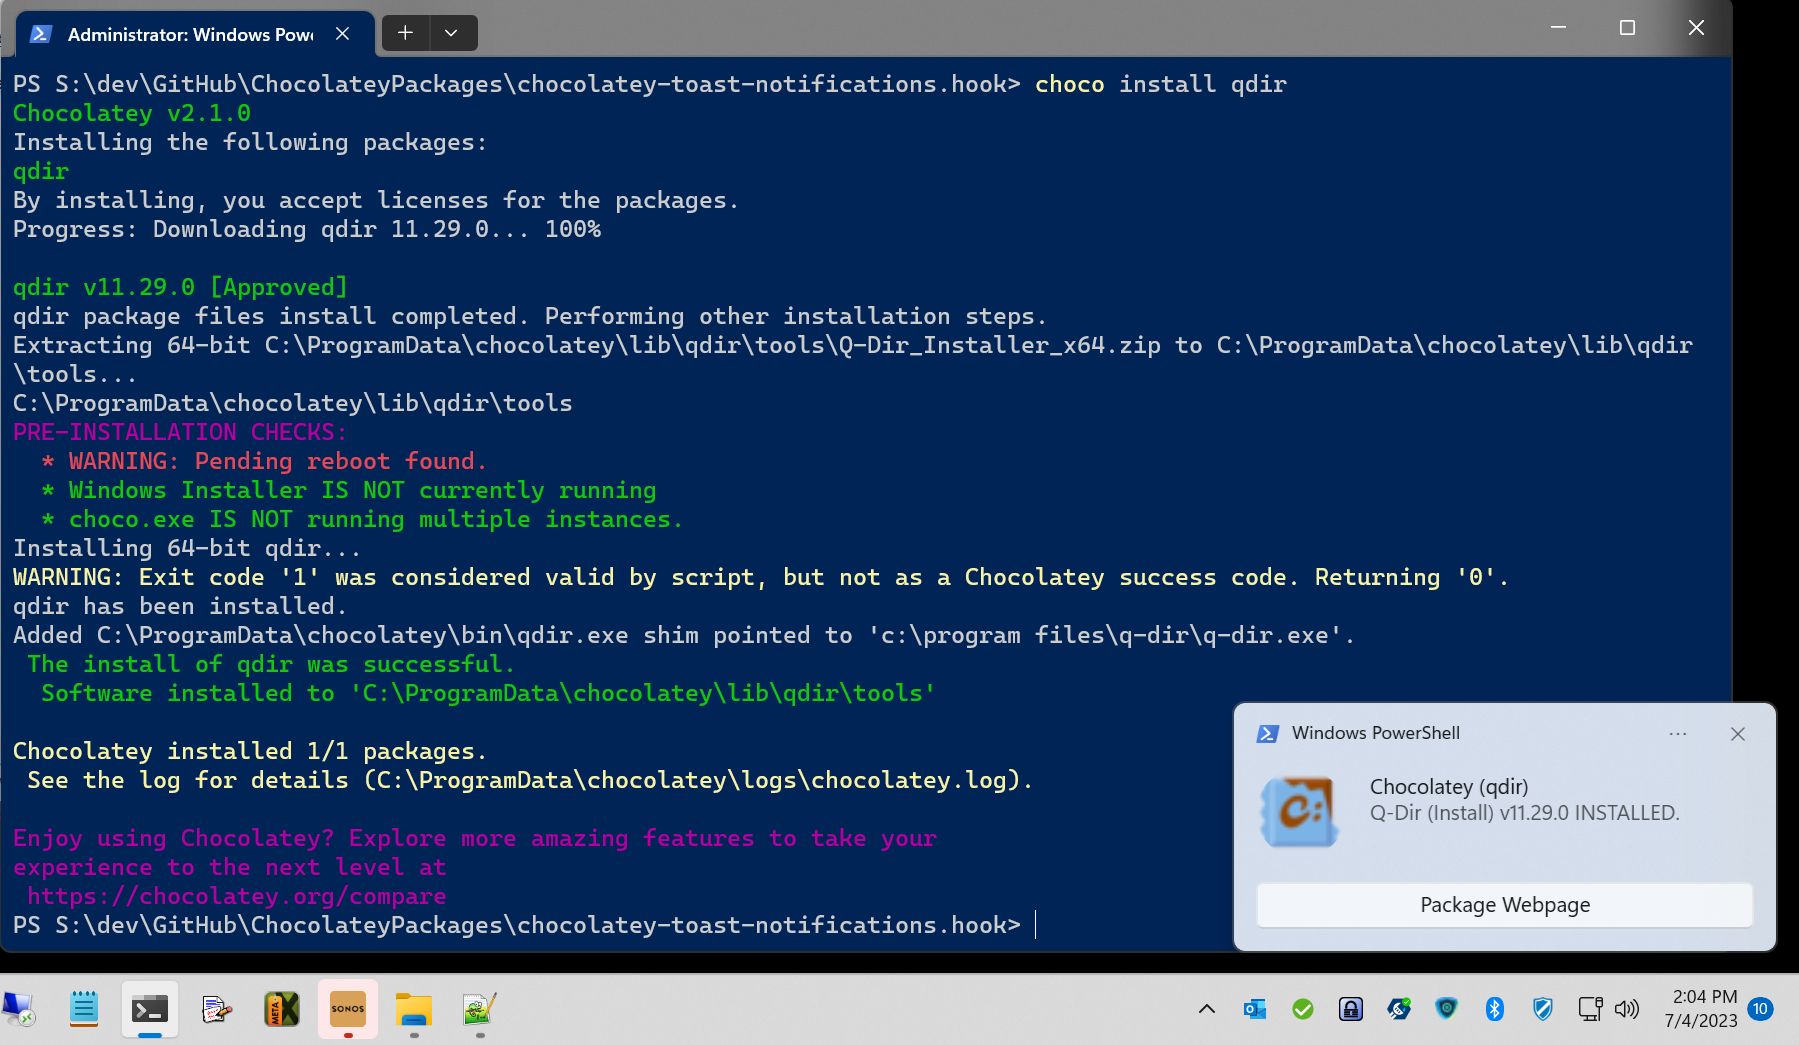 Administrator: Windows Pow
PS S:\dev\GitHub\ChocolateyPackages\chocolatey-toast-notifications.hook> choco install qdir
Chocolatey v2.1.0
Installing the following packages:
qdir
By installing, you accept licenses for the packages.
Progress: Downloading qdir 11.29.0... 100%
qdir v11.29.0 [Approved]
qdir package files install completed. Performing other installation steps.
Extracting 64-bit C:\ProgramData\chocolatey\lib\qdir\tools\Q-Dir_Installer_x64.zip to C:\ProgramData\chocolatey\lib\qdir
\tools...
C:\ProgramData\chocolatey\lib\qdir\tools
PRE-INSTALLATION CHECKS:
* WARNING: Pending reboot found.
* Windows Installer IS NOT currently running
* choco.exe IS NOT running multiple instances.
Installing 64-bit qdir...
WARNING: Exit code '1' was considered valid by script, but not as a Chocolatey success code. Returning '0'.
qdir has been installed.
Added C:\ProgramData\chocolatey\bin\qdir.exe shim pointed to 'c:\program files\q-dir\q-dir.exe'.
The install of qdir was successful.
Software installed to 'C:\ProgramData\chocolatey\lib\qdir\tools'
Chocolatey installed 1/1 packages.
See the log for details (C:\ProgramData\chocolatey\logs\chocolatey.log).
Enjoy using Chocolatey? Explore more amazing features to take your
experience to the next level at
https://chocolatey.org/compare
PS S:\dev\GitHub\ChocolateyPackages\chocolatey-toast-notifications.hook>
Windows PowerShell
Chocolatey (qdir)
Q-Dir (Install) v11.29.0 INSTALLED.
Package Webpage
META
SONOS
2:04 PM
7/4/2023
10